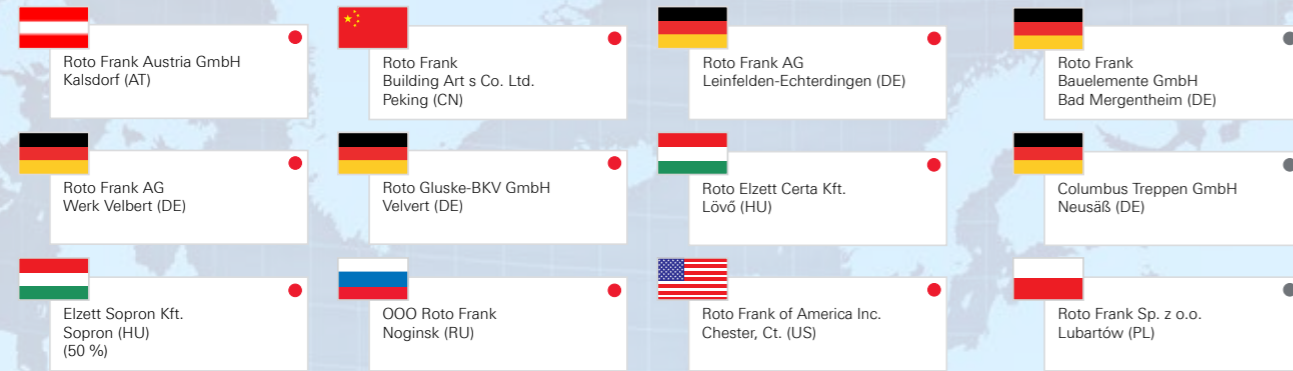 Roto Frank Austria GmbH
Kalsdorf (AT)
Roto Frank
Building Art s Co. Ltd.
Peking (CN)
Roto Frank AG
Leinfelden-Echterdingen (DE)
Roto Frank
Bauelemente GmbH
Bad Mergentheim (DE)
Roto Frank AG
Werk Velbert (DE)
Roto Gluske-BKV GmbH
Velvert (DE)
Roto Elzett Certa Kft.
Lövő (HU)
Columbus Treppen GmbH
Neusäß (DE)
Elzett Sopron Kft.
Sopron (HU)
(50 %)
OOO Roto Frank
Noginsk (RU)
Roto Frank of America Inc.
Chester, Ct. (US)
Roto Frank Sp. z o.o.
Lubartów (PL)